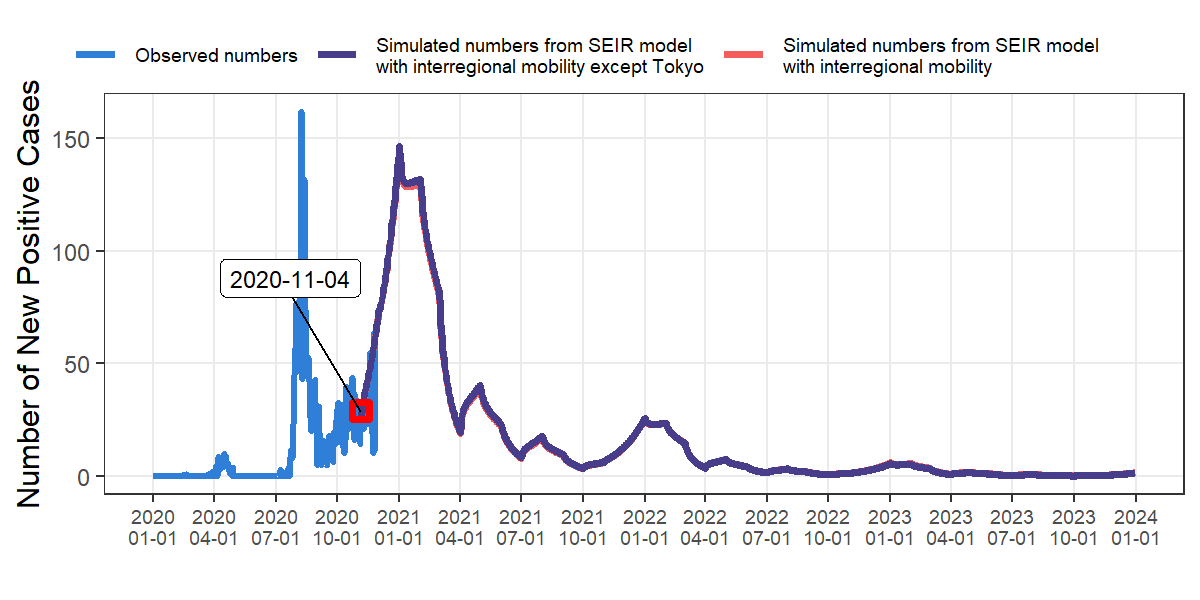 Observed numbers
Simulated numbers from SEIR model
with interregional mobility except Tokyo
Simulated numbers from SEIR model
with interregional mobility
Number of New Positive Cases
150
100
50
0
2020-11-04
2020 2020 2020 2020 2021 2021 2021 2021 2022 2022 2022 2022 2023 2023 2023 2023 2024
01-01 04-01 07-01 10-01 01-01 04-01 07-01 10-01 01-01 04-01 07-01 10-01 01-01 04-01 07-01 10-01 01-01